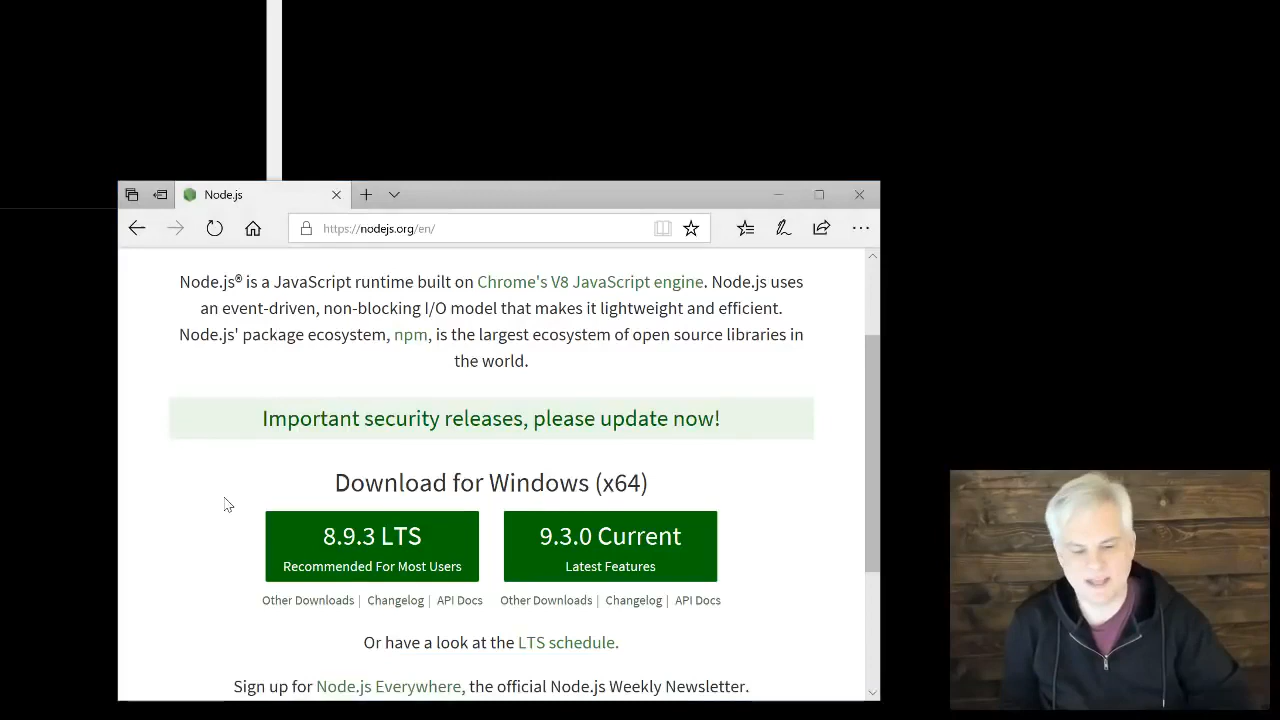 Node.js
https://nodejs.org/en/
Node.js® is a JavaScript runtime built on Chrome's V8 JavaScript engine. Node.js uses
an event-driven, non-blocking I/O model that makes it lightweight and efficient.
Node.js' package ecosystem, npm, is the largest ecosystem of open source libraries in
the world.
Important security releases, please update now!
Download for Windows (x64)
8.9.3 LTS
Recommended For Most Users
9.3.0 Current
Latest Features
Other Downloads | Changelog | API Docs
Other Downloads | Changelog | API Docs
Or have a look at the LTS schedule.
Sign up for Node.js Everywhere, the official Node.js Weekly Newsletter.